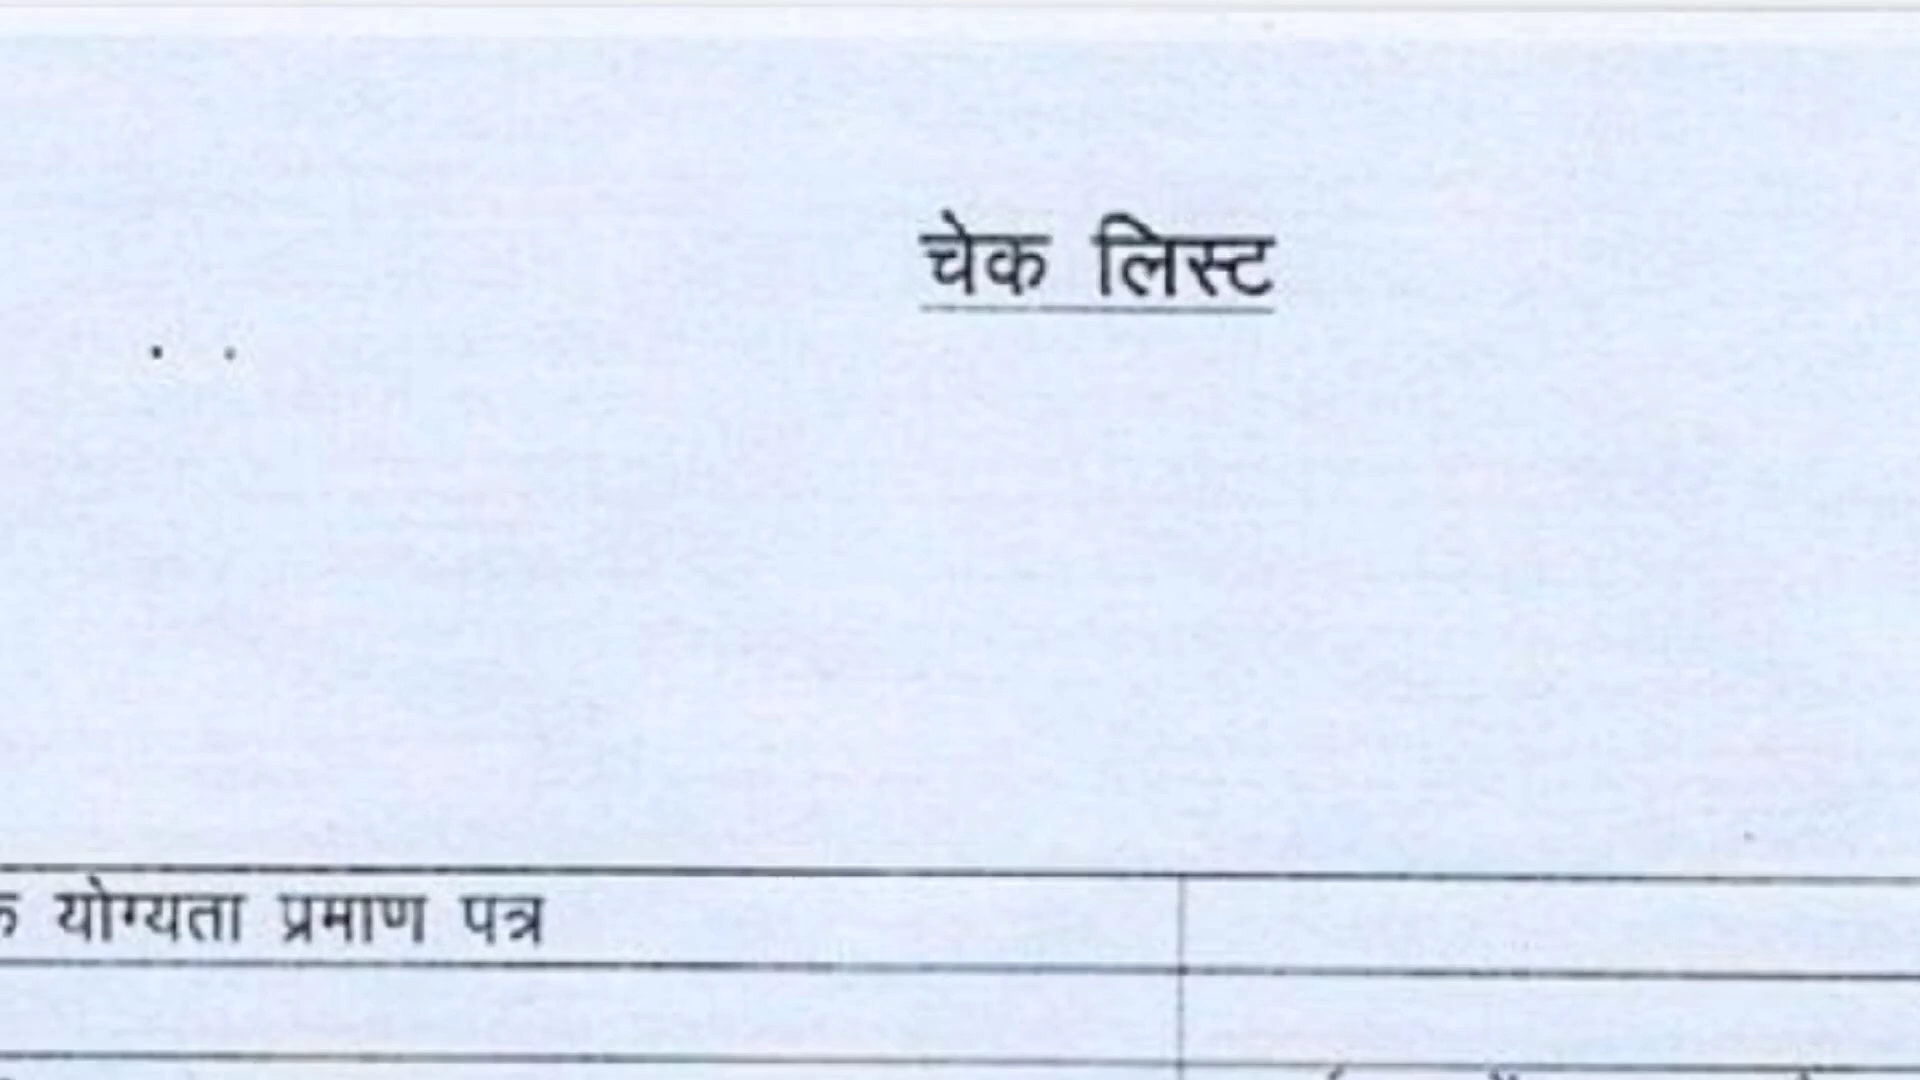 चेक लिस्ट
योग्यता प्रमाण पत्र